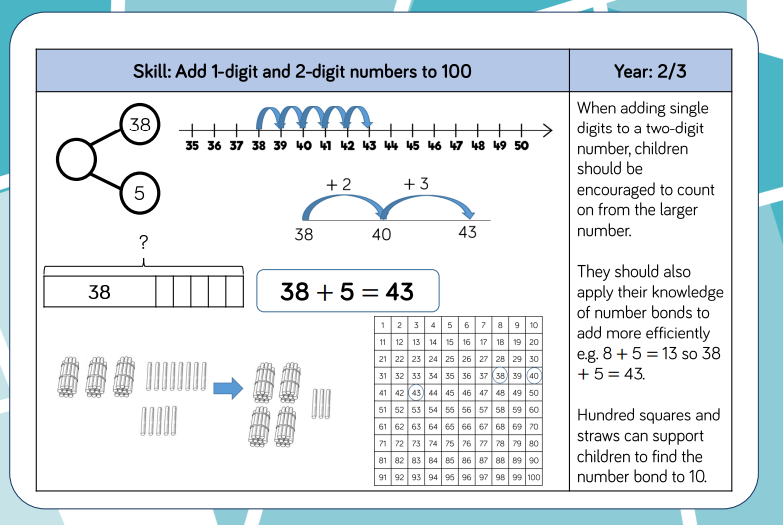 Skill: Add 1-digit and 2-digit numbers to 100
Year: 2/3
38
5
35 36 37 38 39 40 41 42 43 44 45 46 47 48 49 50
+ 2 + 3
38 40 43
?
38
38 + 5 = 43
1 2 3 4 5 6 7 8 9 10
11 12 13 14 15 16 17 18 19 20
21 22 23 24 25 26 27 28 29 30
31 32 33 34 35 36 37 38 39 40
41 42 43 44 45 46 47 48 49 50
51 52 53 54 55 56 57 58 59 60
61 62 63 64 65 66 67 68 69 70
71 72 73 74 75 76 77 78 79 80
81 82 83 84 85 86 87 88 89 90
91 92 93 94 95 96 97 98 99 100
When adding single
digits to a two-digit
number, children
should be
encouraged to count
on from the larger
number.
They should also
apply their knowledge
of number bonds to
add more efficiently
e.g. 8 + 5 = 13 so 38
+ 5 = 43.
Hundred squares and
straws can support
children to find the
number bond to 10.